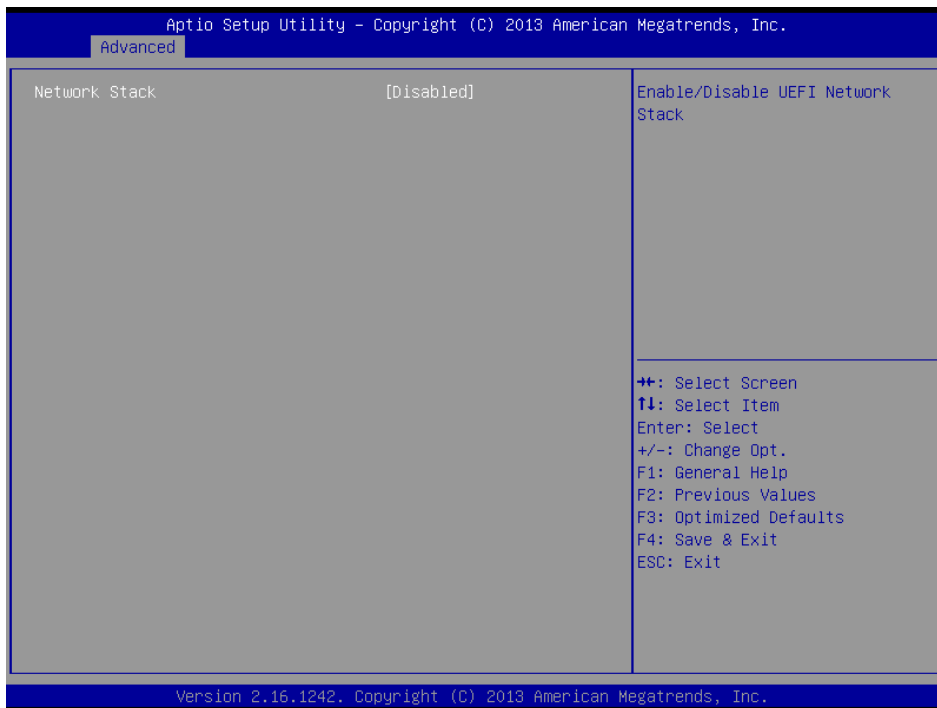 Aptio Setup Utility – Copyright (C) 2013 American Megatrends, Inc.
Advanced
Network Stack [Disabled]
Enable/Disable UEFI Network
Stack
→←: Select Screen
↑↓: Select Item
Enter: Select
+/-: Change Opt.
F1: General Help
F2: Previous Values
F3: Optimized Defaults
F4: Save & Exit
ESC: Exit
Version 2.16.1242. Copyright (C) 2013 American Megatrends, Inc.